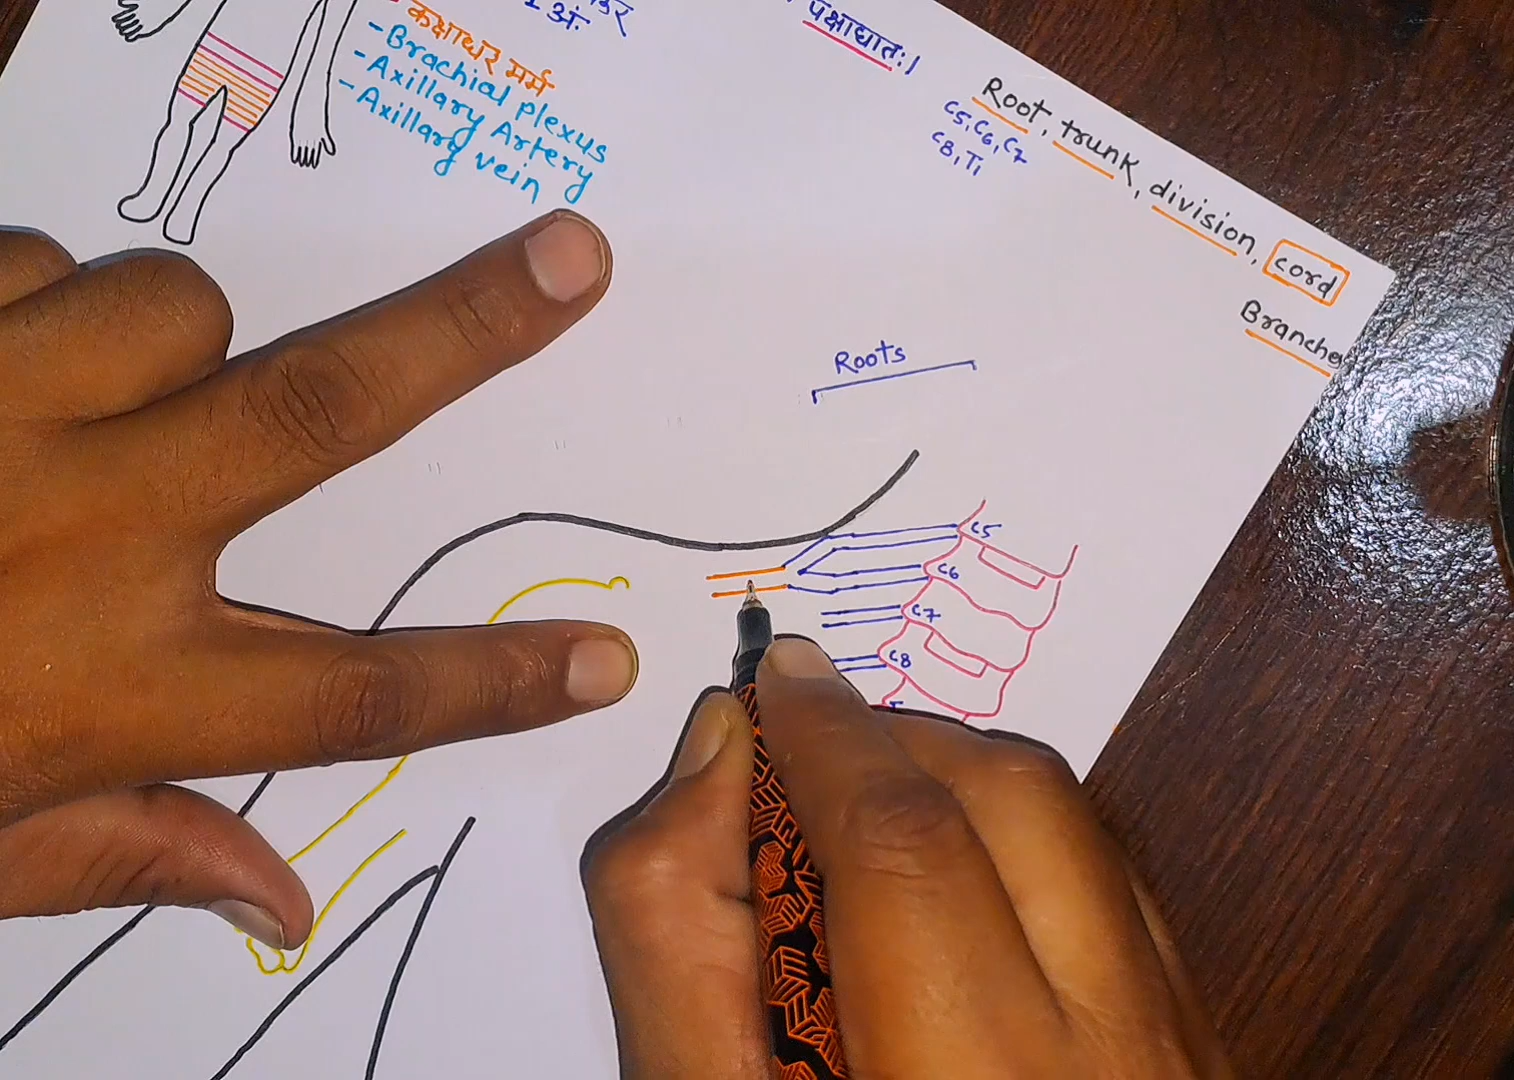 कक्षाधर मर्म
-Brachial plexus
-Axillary Artery
-Axillary vein
पक्षाघातः।
Root, trunk, division, cord
Branche
C5, C6, C7
C8, T1
Roots
C5
C6
C7
C8